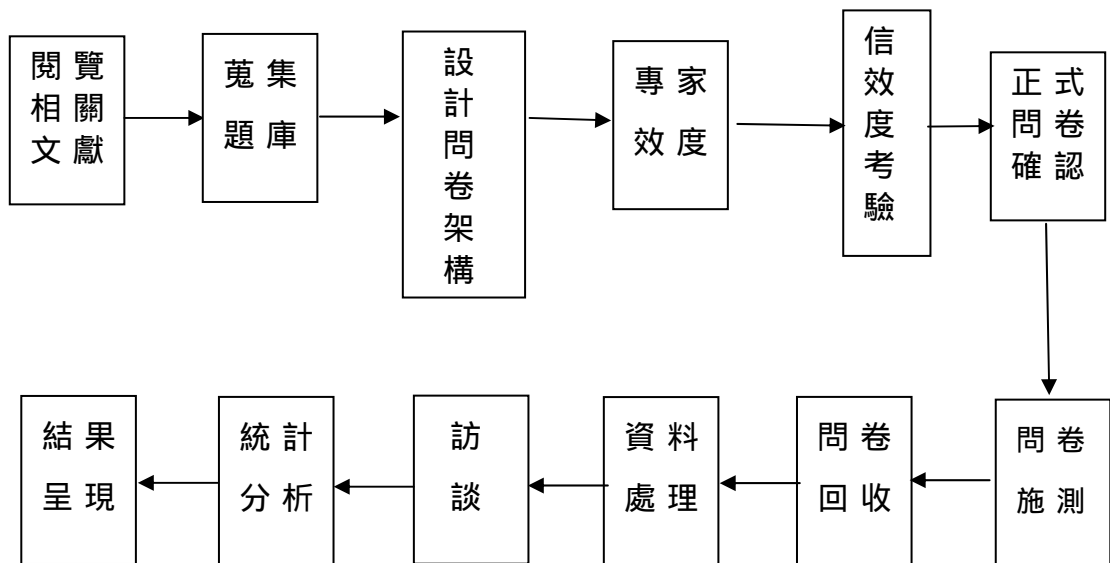 閱覽
相關
文獻
蒐集
題庫
設
計
問
卷
架
構
專家
效度
信
效
度
考
驗
正式
問卷
確認
問卷
施測
問卷
回收
資料
處理
訪
談
統計
分析
結果
呈現